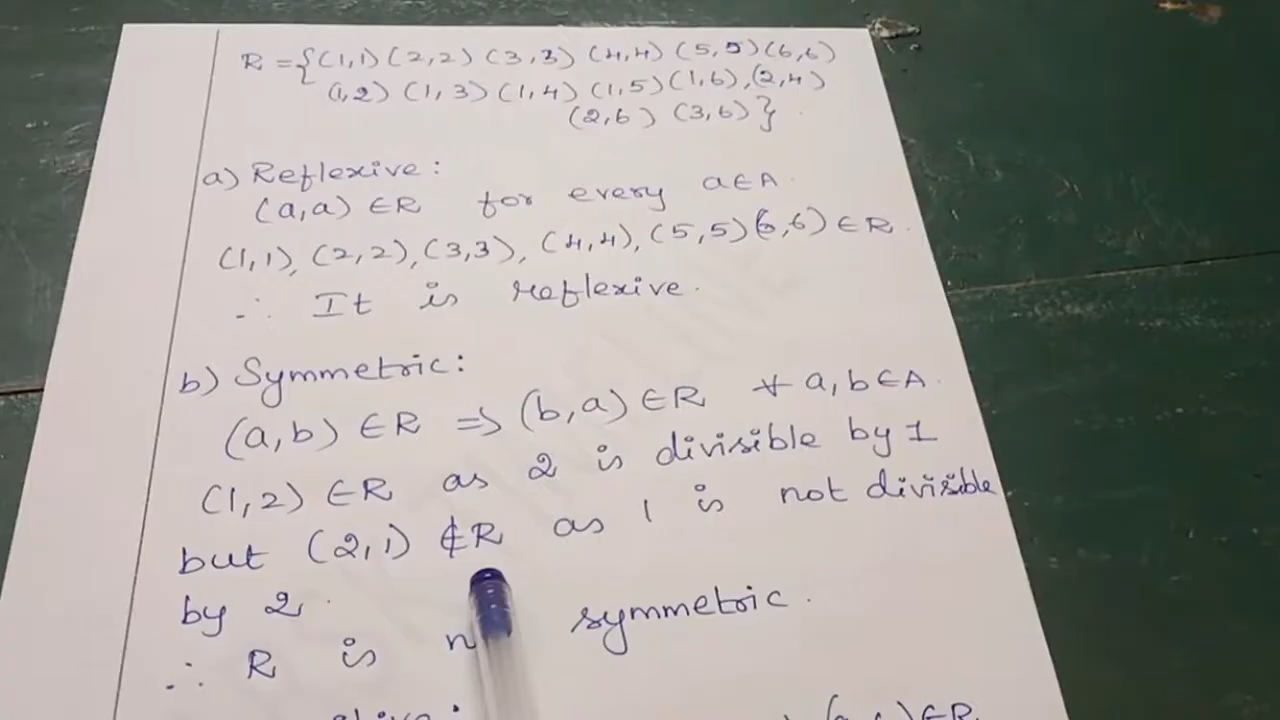 R = {(1,1) (2,2) (3,3) (4,4) (5,5) (6,6)
(1,2) (1,3) (1,4) (1,5) (1,6), (2,4)
(2,6) (3,6)}.
a) Reflexive:
(a,a) ∈ R for every a ∈ A.
(1,1), (2,2), (3,3), (4,4), (5,5) (6,6) ∈ R.
∴ It is reflexive.
b) Symmetric:
(a,b) ∈ R ⇒ (b,a) ∈ R ∀ a,b ∈ A.
(1,2) ∈ R as 2 is divisible by 1
but (2,1) ∉ R as 1 is not divisible
by 2.
∴ R is symmetric.
∈ R